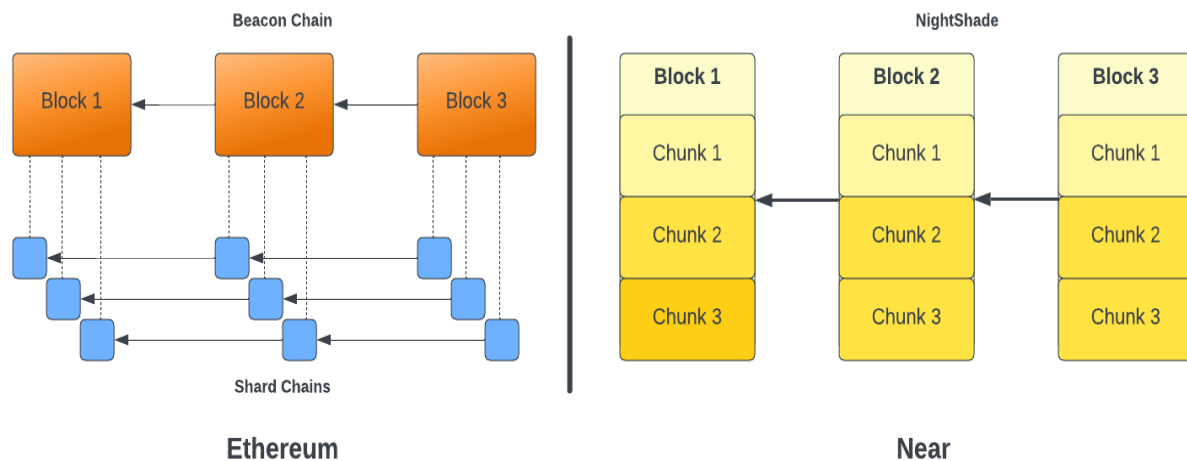 Beacon Chain
Block 1
Block 2
Block 3
Shard Chains
Ethereum
NightShade
Block 1
Block 2
Block 3
Chunk 1
Chunk 1
Chunk 1
Chunk 2
Chunk 2
Chunk 2
Chunk 3
Chunk 3
Chunk 3
Near